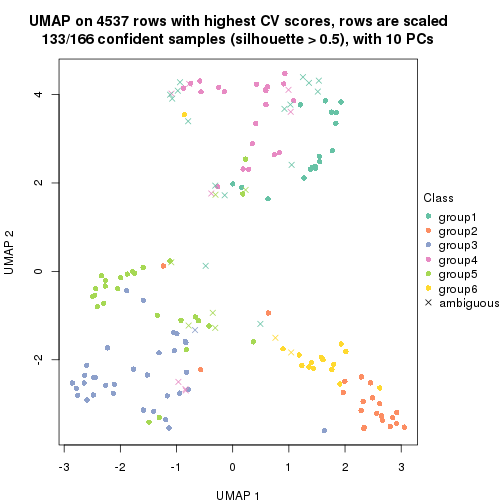 UMAP on 4537 rows with highest CV scores, rows are scaled
133/166 confident samples (silhouette > 0.5), with 10 PCs
4
2
0
-2
UMAP 2
-3
-2
-1
0
1
2
3
UMAP 1
Class
group1
group2
group3
group4
group5
group6
ambiguous